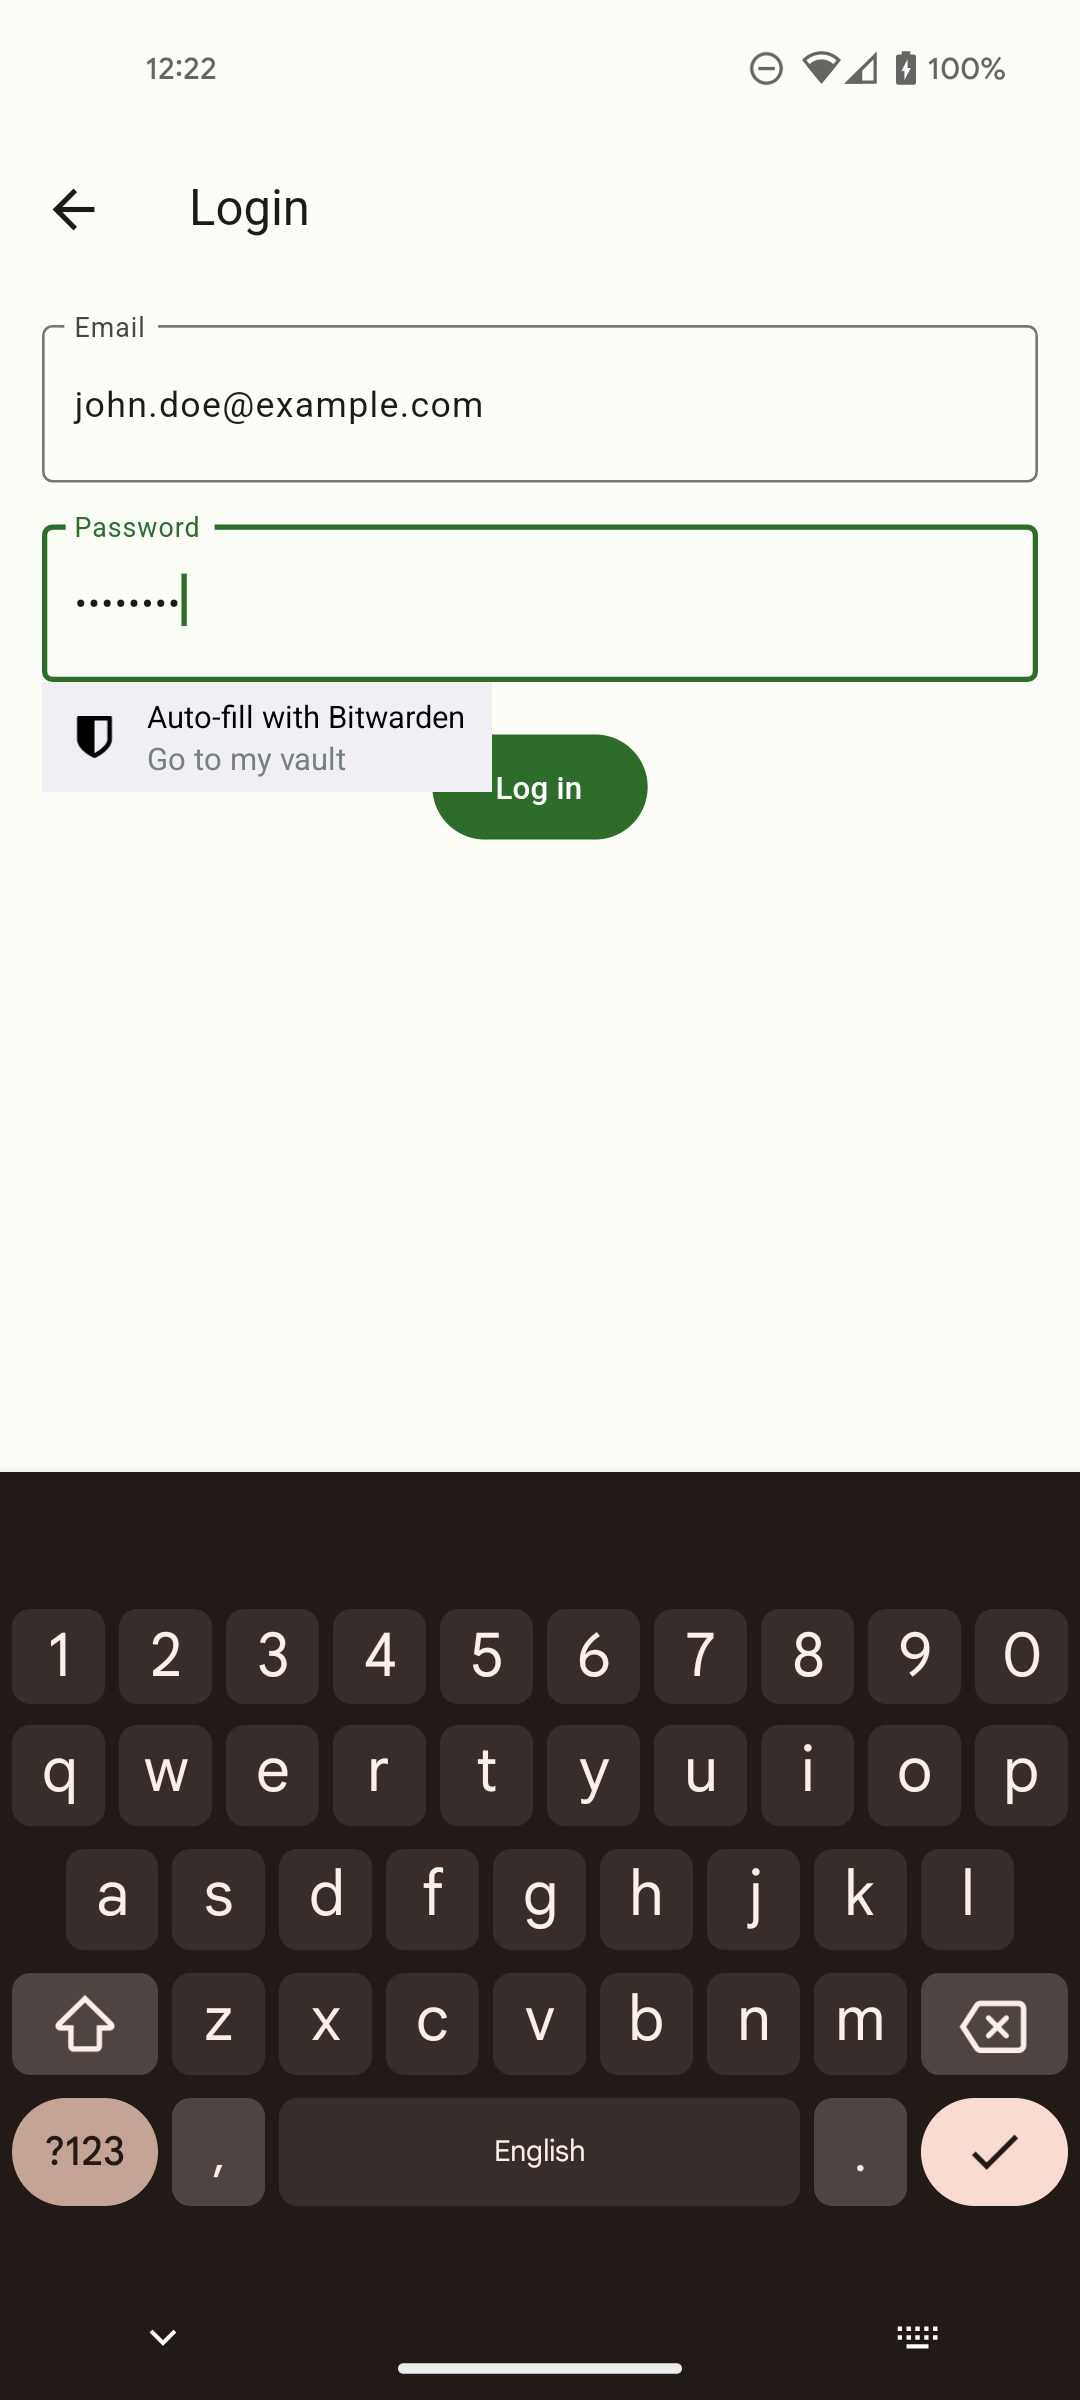 12:22 100%
Login
Email
john.doe@example.com
Password
••••••••
Auto-fill with Bitwarden
Go to my vault
Log in
1 2 3 4 5 6 7 8 9 0
q w e r t y u i o p
a s d f g h j k l
z x c v b n m
?123 , English .